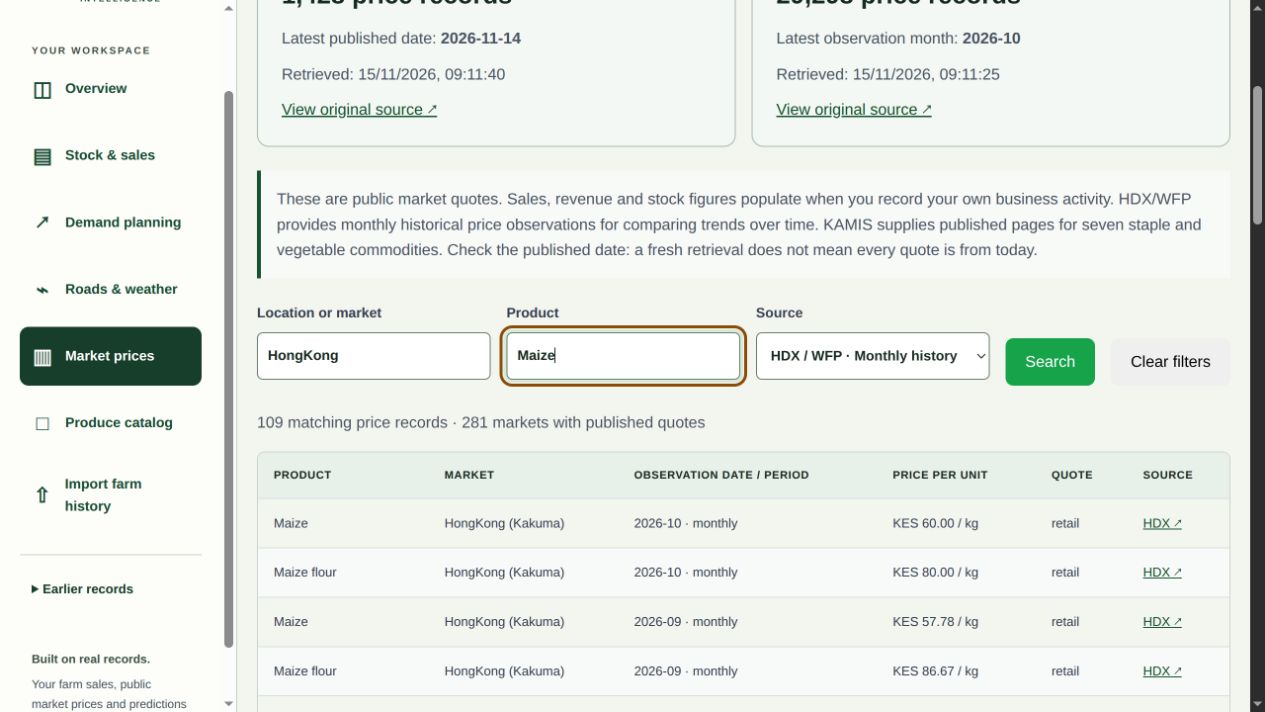 INTELLIGENCE
YOUR WORKSPACE
Overview
Stock & sales
Demand planning
Roads & weather
Market prices
Produce catalog
Import farm
history
Earlier records
Built on real records.
Your farm sales, public
market prices and predictions
Latest published date: 2026-11-14
Retrieved: 15/11/2026, 09:11:40
View original source ↗
Latest observation month: 2026-10
Retrieved: 15/11/2026, 09:11:25
View original source ↗
These are public market quotes. Sales, revenue and stock figures populate when you record your own business activity. HDX/WFP
provides monthly historical price observations for comparing trends over time. KAMIS supplies published pages for seven staple and
vegetable commodities. Check the published date: a fresh retrieval does not mean every quote is from today.
Location or market Product Source
HongKong Maize HDX / WFP · Monthly history Search Clear filters
109 matching price records · 281 markets with published quotes
PRODUCT MARKET OBSERVATION DATE / PERIOD PRICE PER UNIT QUOTE SOURCE
Maize HongKong (Kakuma) 2026-10 · monthly KES 60.00 / kg retail HDX ↗
Maize flour HongKong (Kakuma) 2026-10 · monthly KES 80.00 / kg retail HDX ↗
Maize HongKong (Kakuma) 2026-09 · monthly KES 57.78 / kg retail HDX ↗
Maize flour HongKong (Kakuma) 2026-09 · monthly KES 86.67 / kg retail HDX ↗